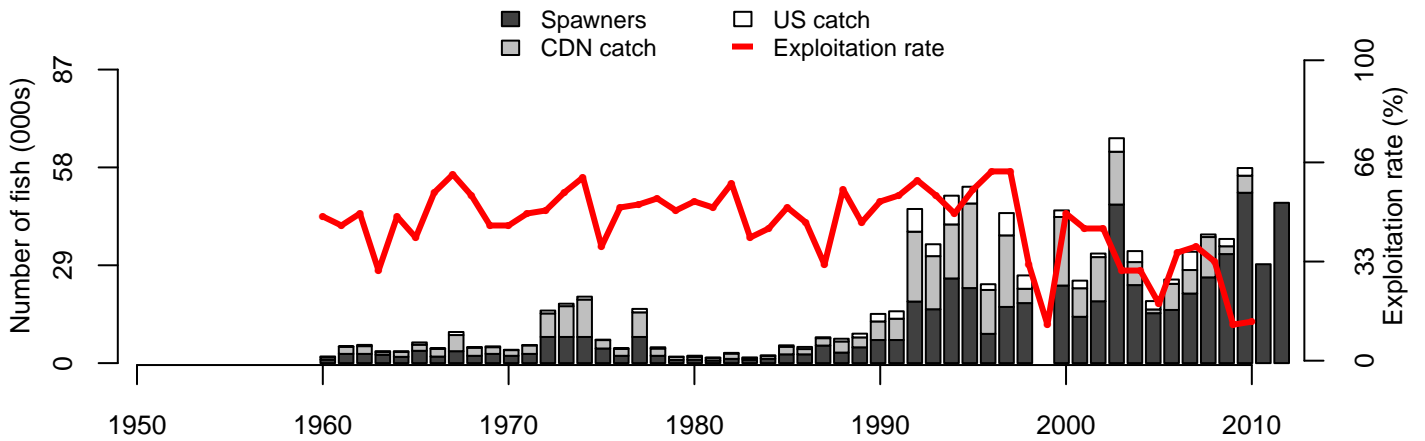 Spawners
CDN catch
US catch
Exploitation rate
Number of fish (000s)
87
58
29
0
Exploitation rate (%)
100
66
33
0
1950 1960 1970 1980 1990 2000 2010